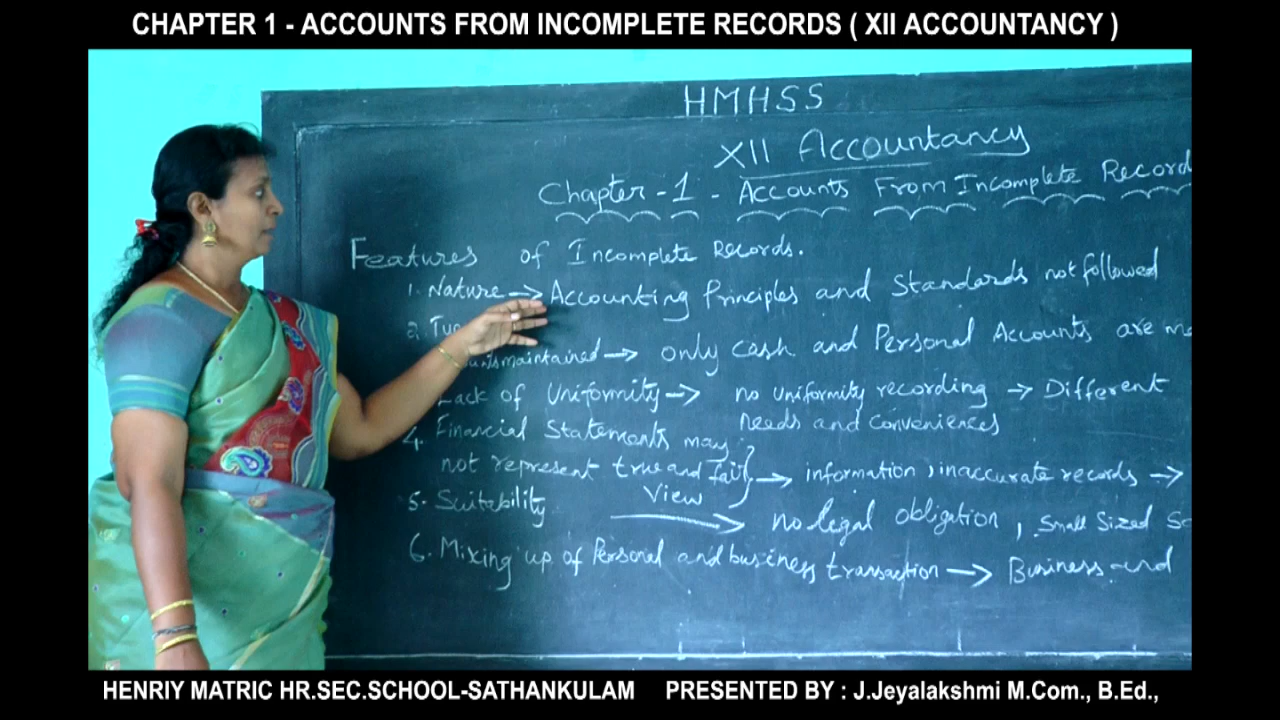 CHAPTER 1 - ACCOUNTS FROM INCOMPLETE RECORDS ( XII ACCOUNTANCY )
HMHSS
XII Accountancy
Chapter-1 - Accounts From Incomplete Record
Features of Incomplete Records.
1. Nature → Accounting Principles and Standards not followed
2. → only cash and Personal Accounts are
Lack of Uniformity → no uniformity recording → Different
needs and conveniences
4. Financial Statements may
not represent true and fair → information, inaccurate records →
View
5. Suitability → no legal obligation, Small Sized
6. Mixing up of Personal and business transaction → Business and
HENRIY MATRIC HR.SEC.SCHOOL-SATHANKULAM PRESENTED BY : J.Jeyalakshmi M.Com., B.Ed.,